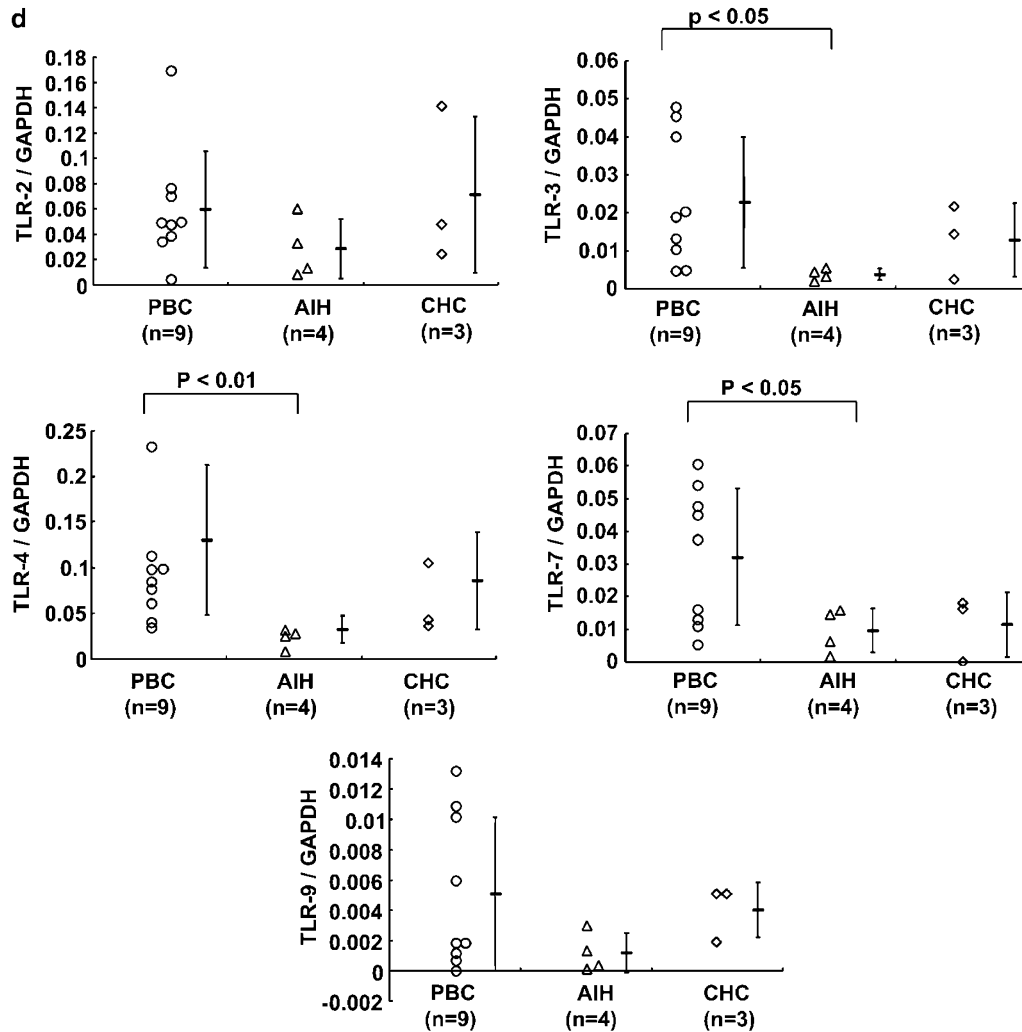 d
p < 0.05
TLR-2 / GAPDH
0.18
0.16
0.14
0.12
0.1
0.08
0.06
0.04
0.02
0
PBC
(n=9)
AIH
(n=4)
CHC
(n=3)
TLR-3 / GAPDH
0.06
0.05
0.04
0.03
0.02
0.01
0
PBC
(n=9)
AIH
(n=4)
CHC
(n=3)
P < 0.01
TLR-4 / GAPDH
0.25
0.2
0.15
0.1
0.05
0
PBC
(n=9)
AIH
(n=4)
CHC
(n=3)
P < 0.05
TLR-7 / GAPDH
0.07
0.06
0.05
0.04
0.03
0.02
0.01
0
PBC
(n=9)
AIH
(n=4)
CHC
(n=3)
TLR-9 / GAPDH
0.014
0.012
0.01
0.008
0.006
0.004
0.002
0
-0.002
PBC
(n=9)
AIH
(n=4)
CHC
(n=3)